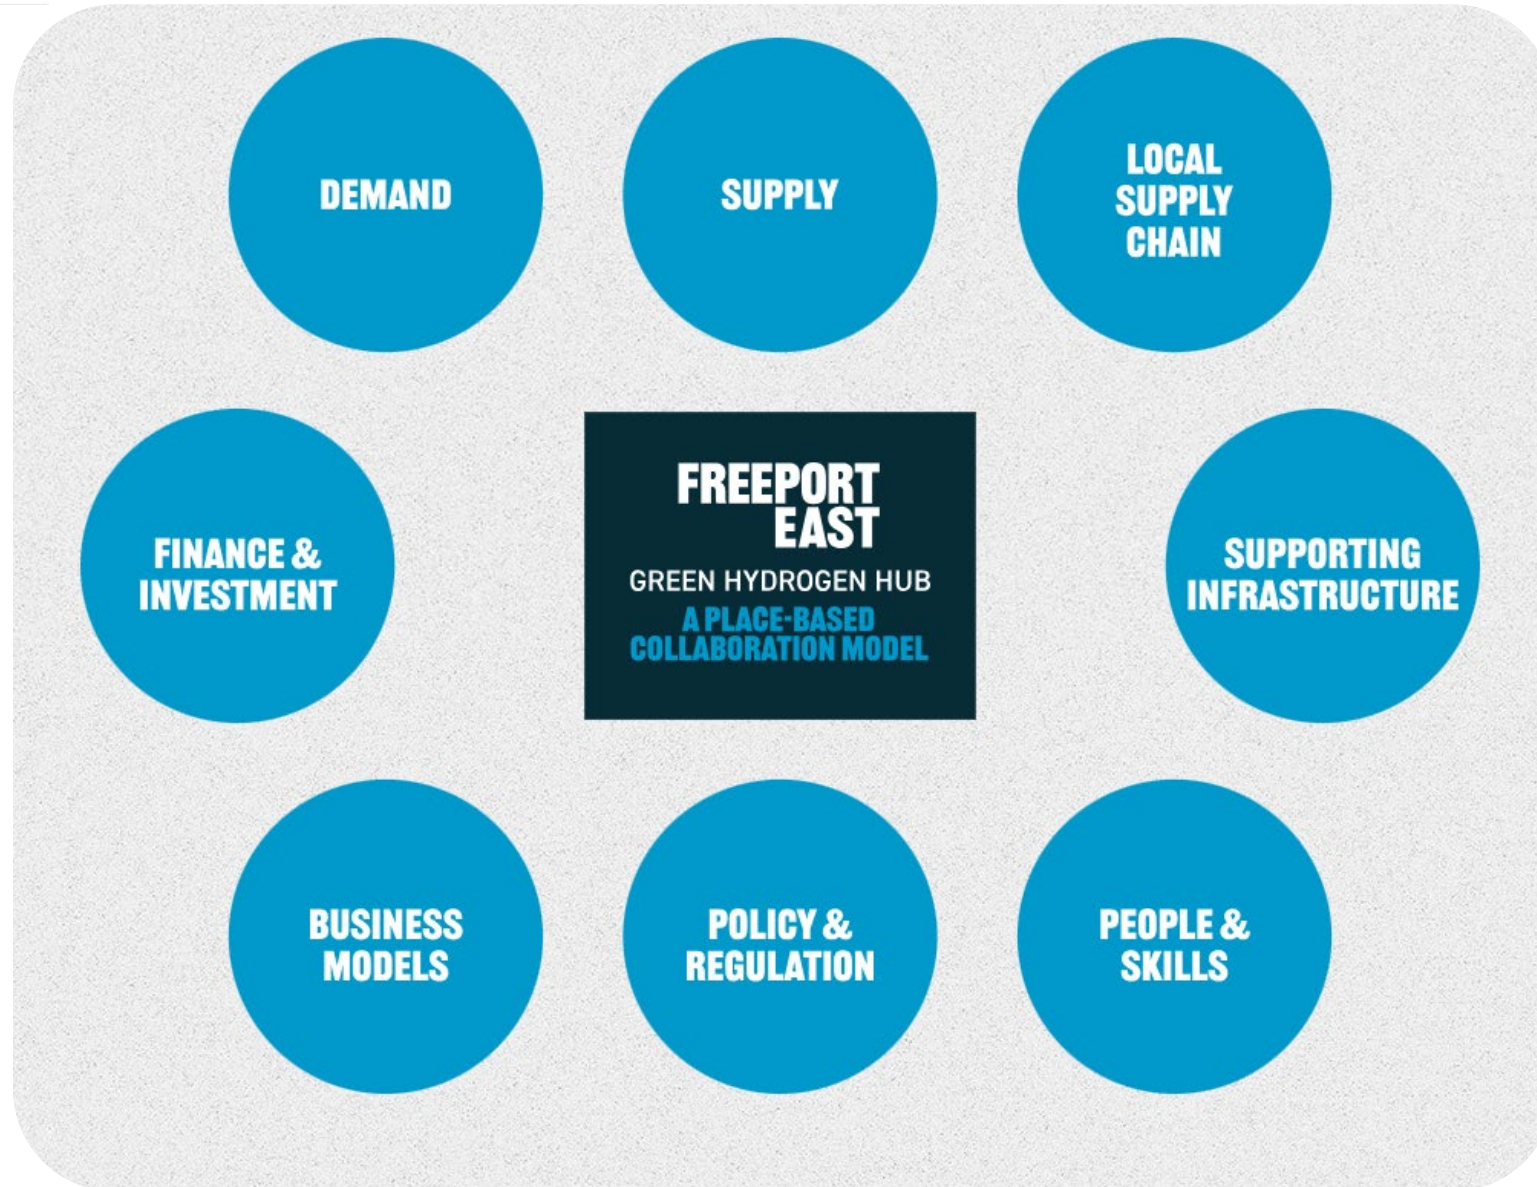 DEMAND
SUPPLY
LOCAL
SUPPLY
CHAIN
FINANCE &
INVESTMENT
FREEPORT
EAST
GREEN HYDROGEN HUB
A PLACE-BASED
COLLABORATION MODEL
SUPPORTING
INFRASTRUCTURE
BUSINESS
MODELS
POLICY &
REGULATION
PEOPLE &
SKILLS